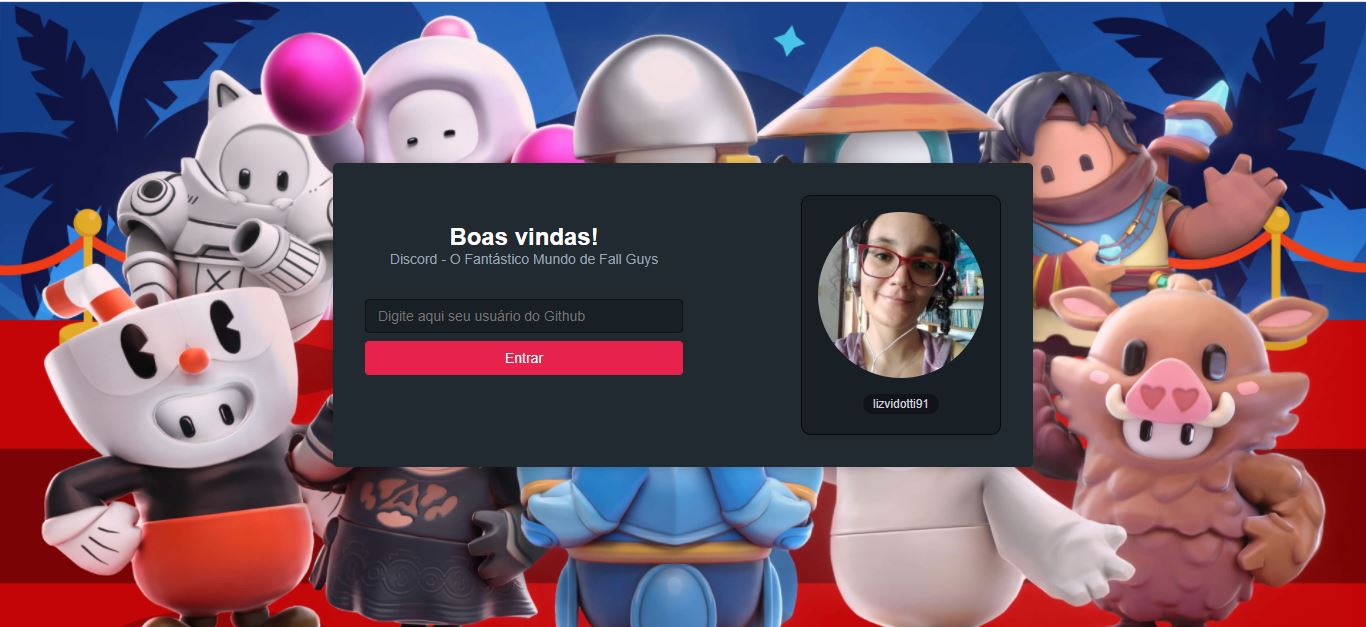 Boas vindas!
Discord - O Fantástico Mundo de Fall Guys
Digite aqui seu usuário do Github
Entrar
lizvidotti91